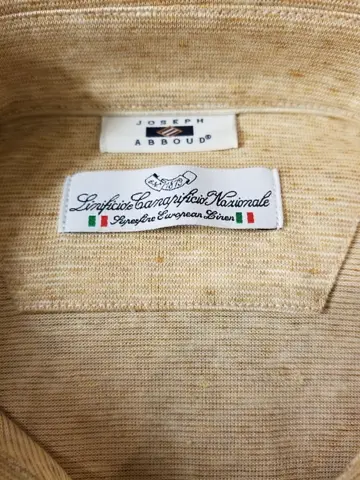 JOSEPH
ABBOUD®
Linificio e Canapificio Nazionale
Superfine European Linen